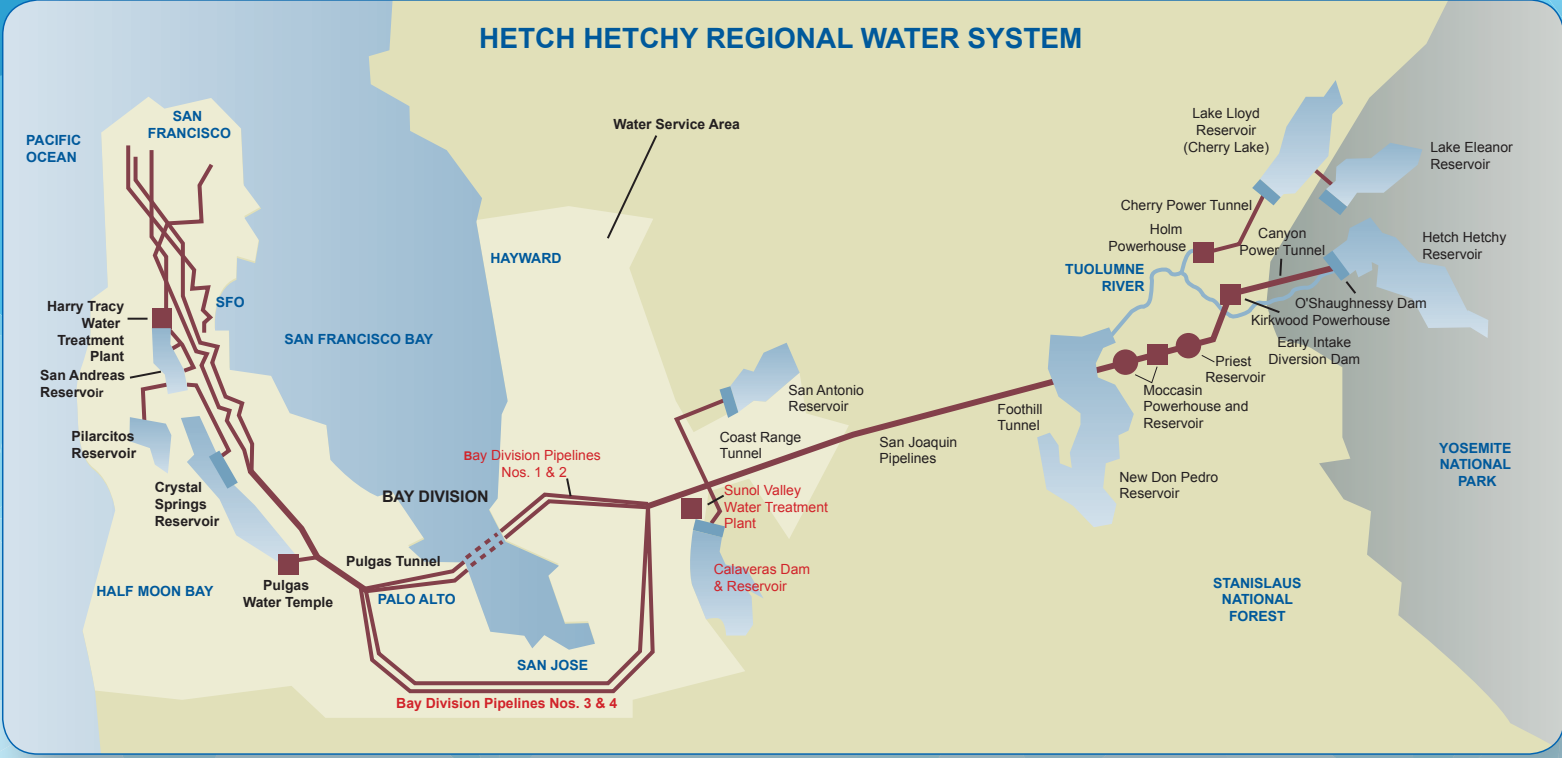 HETCH HETCHY REGIONAL WATER SYSTEM
PACIFIC
OCEAN
SAN
FRANCISCO
Water Service Area
Lake Lloyd
Reservoir
(Cherry Lake)
Lake Eleanor
Reservoir
Cherry Power Tunnel
Holm
Powerhouse
Canyon
Power Tunnel
Hetch Hetchy
Reservoir
HAYWARD
TUOLUMNE
RIVER
SFO
Harry Tracy
Water
Treatment
Plant
SAN FRANCISCO BAY
O'Shaughnessy Dam
Kirkwood Powerhouse
Early Intake
Diversion Dam
Priest
Reservoir
San Andreas
Reservoir
San Antonio
Reservoir
Moccasin
Powerhouse and
Reservoir
Foothill
Tunnel
Pilarcitos
Reservoir
Coast Range
Tunnel
San Joaquin
Pipelines
Bay Division Pipelines
Nos. 1 & 2
YOSEMITE
NATIONAL
PARK
New Don Pedro
Reservoir
Crystal
Springs
Reservoir
BAY DIVISION
Sunol Valley
Water Treatment
Plant
Pulgas Tunnel
Calaveras Dam
& Reservoir
HALF MOON BAY
Pulgas
Water Temple
PALO ALTO
STANISLAUS
NATIONAL
FOREST
SAN JOSE
Bay Division Pipelines Nos. 3 & 4